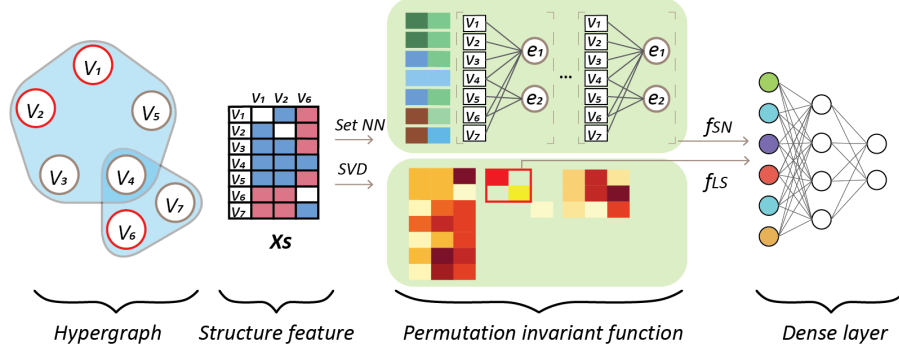 V1
V2
V5
V3
V4
V7
V6
V1 V2 V6
V1
V2
V3
V4
V5
V6
V7
Xs
Set NN
SVD
V1
V2
V3
V4
V5
V6
V7
e1
e2
...
V1
V2
V3
V4
V5
V6
V7
e1
e2
fSN
fLS
Hypergraph
Structure feature
Permutation invariant function
Dense layer